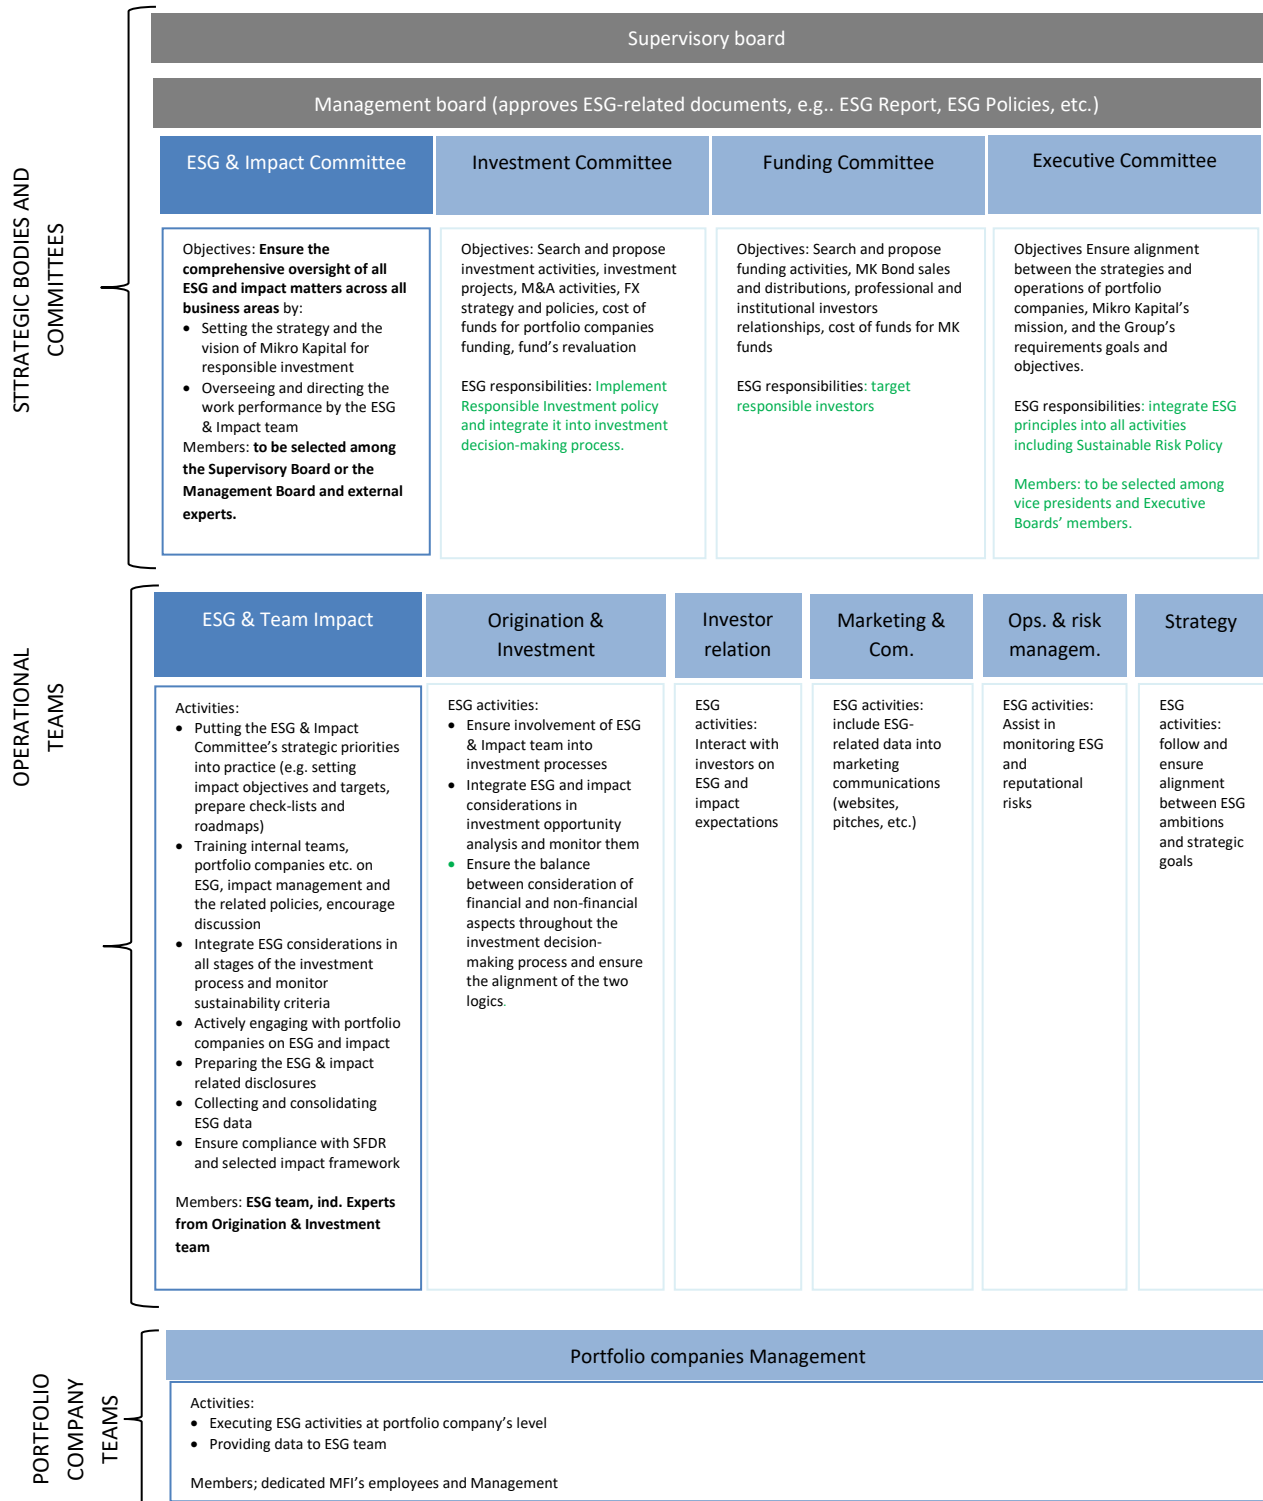 Supervisory board
Management board (approves ESG-related documents, e.g.. ESG Report, ESG Policies, etc.)
STTRATEGIC BODIES AND
COMMITTEES
ESG & Impact Committee
Objectives: Ensure the
comprehensive oversight of all
ESG and impact matters across all
business areas by:
• Setting the strategy and the
vision of Mikro Kapital for
responsible investment
• Overseeing and directing the
work performance by the ESG
& Impact team
Members: to be selected among
the Supervisory Board or the
Management Board and external
experts.
Investment Committee
Objectives: Search and propose
investment activities, investment
projects, M&A activities, FX
strategy and policies, cost of
funds for portfolio companies
funding, fund's revaluation
ESG responsibilities: Implement
Responsible Investment policy
and integrate it into investment
decision-making process.
Funding Committee
Objectives: Search and propose
funding activities, MK Bond sales
and distributions, professional and
institutional investors
relationships, cost of funds for MK
funds
ESG responsibilities: target
responsible investors
Executive Committee
Objectives Ensure alignment
between the strategies and
operations of portfolio
companies, Mikro Kapital's
mission, and the Group's
requirements goals and
objectives.
ESG responsibilities: integrate ESG
principles into all activities
including Sustainable Risk Policy
Members: to be selected among
vice presidents and Executive
Boards' members.
OPERATIONAL
TEAMS
ESG & Team Impact
Activities:
• Putting the ESG & Impact
Committee's strategic priorities
into practice (e.g. setting
impact objectives and targets,
prepare check-lists and
roadmaps)
• Training internal teams,
portfolio companies etc. on
ESG, impact management and
the related policies, encourage
discussion
• Integrate ESG considerations in
all stages of the investment
process and monitor
sustainability criteria
• Actively engaging with portfolio
companies on ESG and impact
• Preparing the ESG & impact
related disclosures
• Collecting and consolidating
ESG data
• Ensure compliance with SFDR
and selected impact framework
Members: ESG team, ind. Experts
from Origination & Investment
team
Origination &
Investment
ESG activities:
• Ensure involvement of ESG
& Impact team into
investment processes
• Integrate ESG and impact
considerations in
investment opportunity
analysis and monitor them
• Ensure the balance
between consideration of
financial and non-financial
aspects throughout the
investment decision-
making process and ensure
the alignment of the two
logics.
Investor
relation
ESG
activities:
Interact with
investors on
ESG and
impact
expectations
Marketing &
Com.
ESG activities:
include ESG-
related data into
marketing
communications
(websites,
pitches, etc.)
Ops. & risk
managem.
ESG activities:
Assist in
monitoring ESG
and
reputational
risks
Strategy
ESG
activities:
follow and
ensure
alignment
between ESG
ambitions
and strategic
goals
PORTFOLIO
COMPANY
TEAMS
Portfolio companies Management
Activities:
• Executing ESG activities at portfolio company's level
• Providing data to ESG team
Members; dedicated MFI's employees and Management